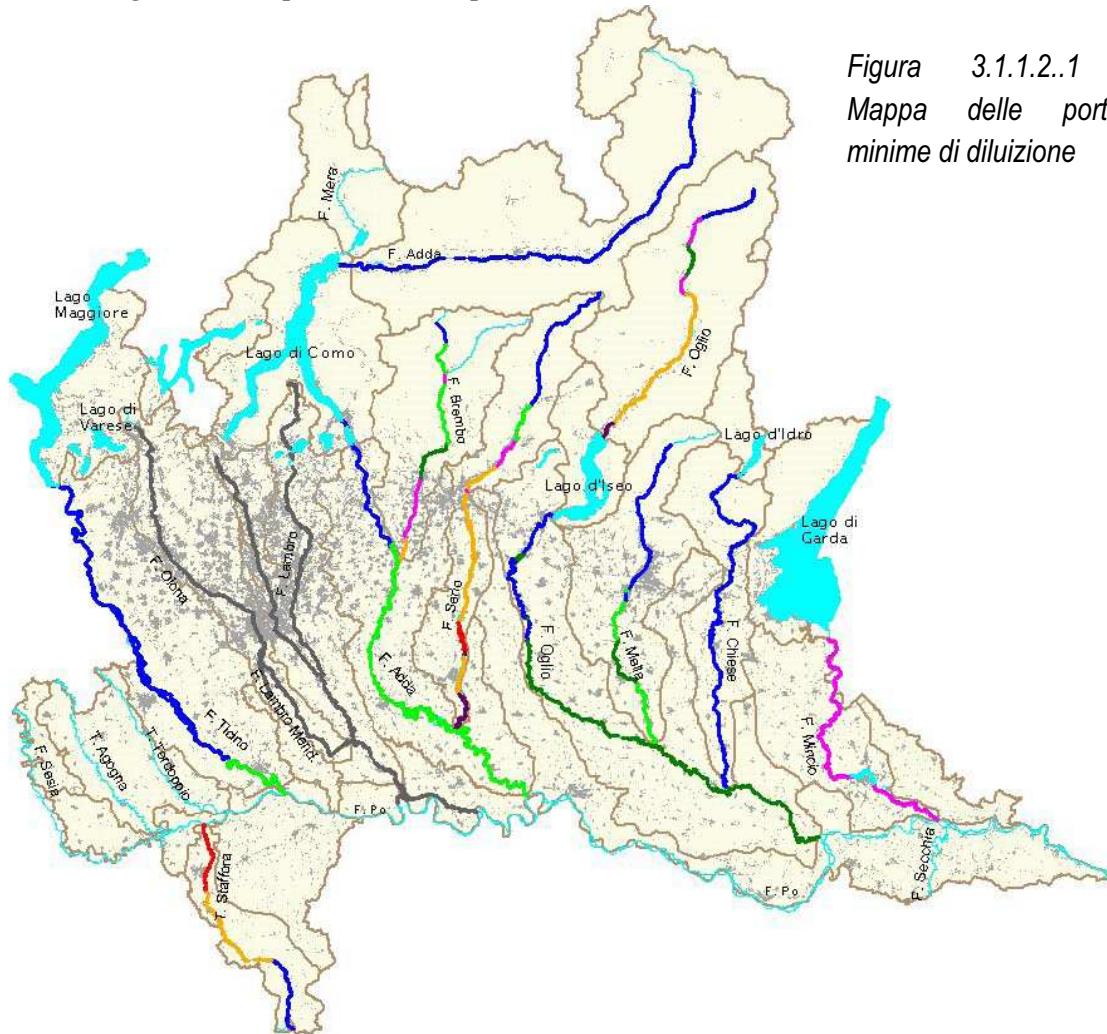 Figura 3.1.1.2..1
Mappa delle port
minime di diluizione
F. Mera
F. Adda
Lago
Maggiore
Lago di Como
F. Oglio
F. Brembo
Lago di
Varese
Lago d'Idro
Lago d'Iseo
Lago di
Garda
F. Olona
F. Lambro
F. Serio
F. Oglio
F. Mella
F. Chiese
F. Adda
F. Lambro Merid.
F. Ticino
F. Mincio
T. Terdoppio
T. Agogna
F. Sesia
F. Po
F. Secchia
T. Staffora
F. Po